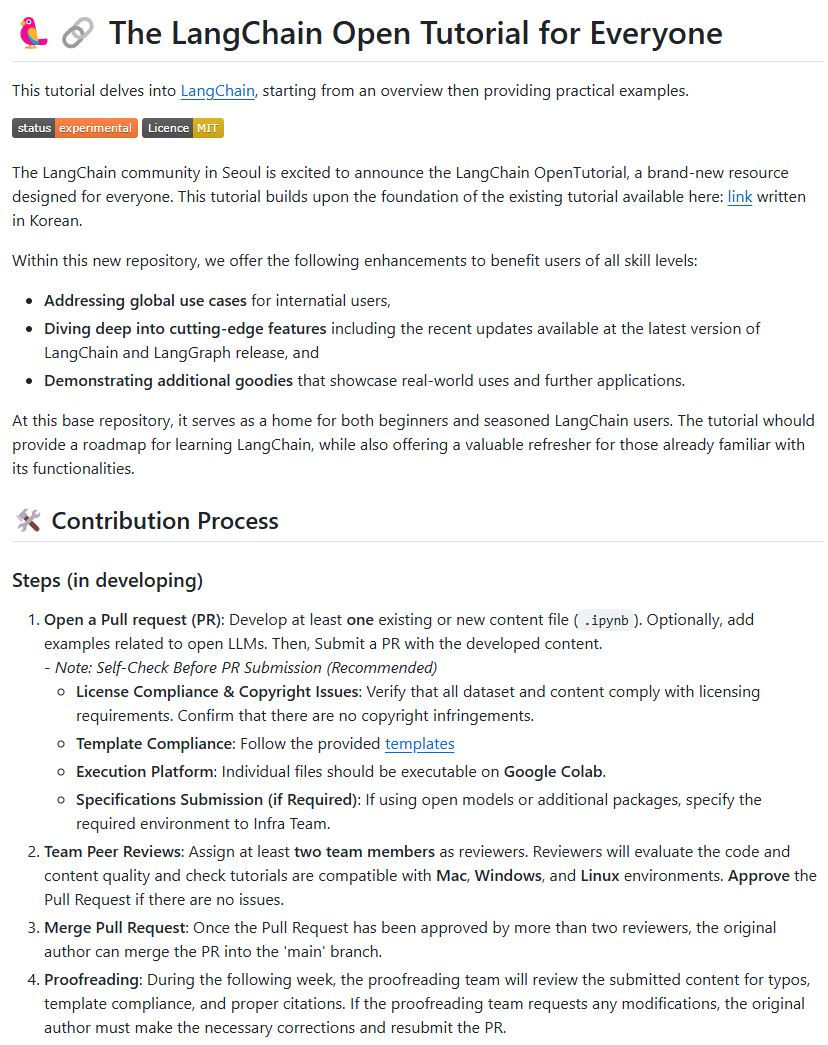 The LangChain Open Tutorial for Everyone
This tutorial delves into LangChain, starting from an overview then providing practical examples.
status experimental Licence MIT
The LangChain community in Seoul is excited to announce the LangChain OpenTutorial, a brand-new resource
designed for everyone. This tutorial builds upon the foundation of the existing tutorial available here: link written
in Korean.
Within this new repository, we offer the following enhancements to benefit users of all skill levels:
• Addressing global use cases for internatial users,
• Diving deep into cutting-edge features including the recent updates available at the latest version of
LangChain and LangGraph release, and
• Demonstrating additional goodies that showcase real-world uses and further applications.
At this base repository, it serves as a home for both beginners and seasoned LangChain users. The tutorial whould
provide a roadmap for learning LangChain, while also offering a valuable refresher for those already familiar with
its functionalities.
Contribution Process
Steps (in developing)
1. Open a Pull request (PR): Develop at least one existing or new content file ( .ipynb ). Optionally, add
examples related to open LLMs. Then, Submit a PR with the developed content.
- Note: Self-Check Before PR Submission (Recommended)
○ License Compliance & Copyright Issues: Verify that all dataset and content comply with licensing
requirements. Confirm that there are no copyright infringements.
○ Template Compliance: Follow the provided templates
○ Execution Platform: Individual files should be executable on Google Colab.
○ Specifications Submission (if Required): If using open models or additional packages, specify the
required environment to Infra Team.
2. Team Peer Reviews: Assign at least two team members as reviewers. Reviewers will evaluate the code and
content quality and check tutorials are compatible with Mac, Windows, and Linux environments. Approve the
Pull Request if there are no issues.
3. Merge Pull Request: Once the Pull Request has been approved by more than two reviewers, the original
author can merge the PR into the 'main' branch.
4. Proofreading: During the following week, the proofreading team will review the submitted content for typos,
template compliance, and proper citations. If the proofreading team requests any modifications, the original
author must make the necessary corrections and resubmit the PR.